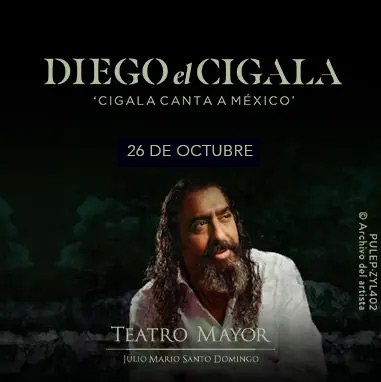 DIEGO el CIGALA
‘CIGALA CANTA A MÉXICO’
26 DE OCTUBRE
PULEP-ZYL402
© Archivo del artista
TEATRO MAYOR
JULIO MARIO SANTO DOMINGO